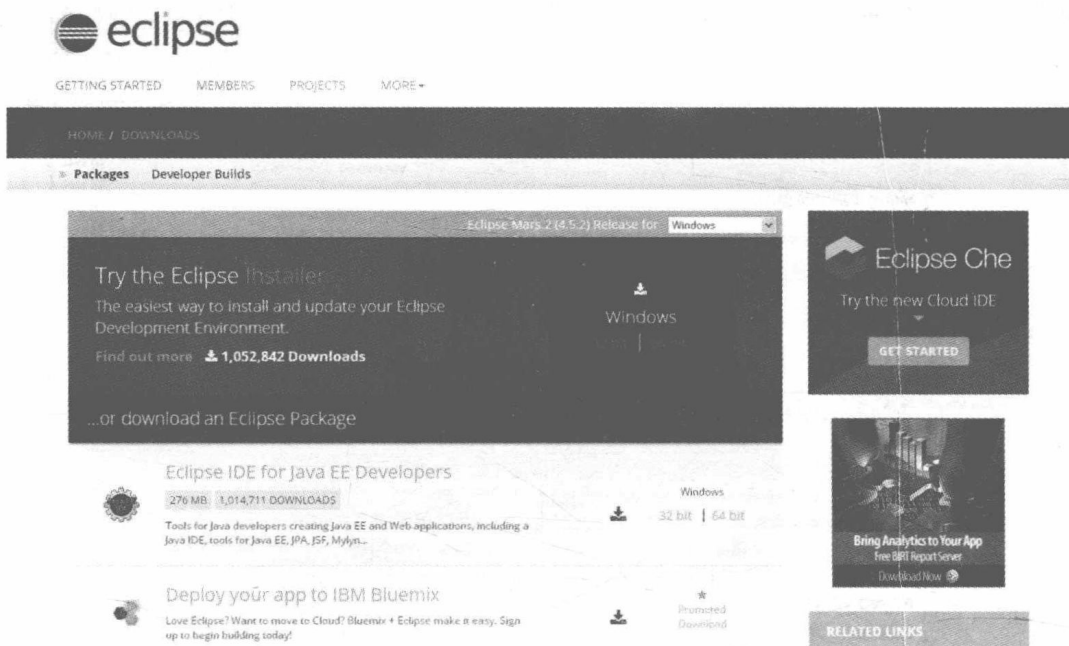 eclipse
GETTING STARTED MEMBERS PROJECTS MORE
HOME / DOWNLOADS
» Packages Developer Builds
Eclipse Mars 2 (4.5.2) Release for Windows
Try the Eclipse Installer
The easiest way to install and update your Eclipse
Development Environment.
Find out more 1,052,842 Downloads
Windows
...or download an Eclipse Package
Eclipse Che
Try the new Cloud IDE
GET STARTED
Eclipse IDE for Java EE Developers
276 MB 1,014,711 DOWNLOADS
Tools for Java developers creating Java EE and Web applications, including a
Java IDE, tools for Java EE, JPA, JSF, Mylyn...
Windows
32 bit | 64 bit
Bring Analytics to Your App
Free BIRT Report Server
Download Now
Deploy your app to IBM Bluemix
Love Eclipse? Want to move to Cloud? Bluemix + Eclipse make it easy. Sign
up to begin building today!
Promoted
Download
RELATED LINKS